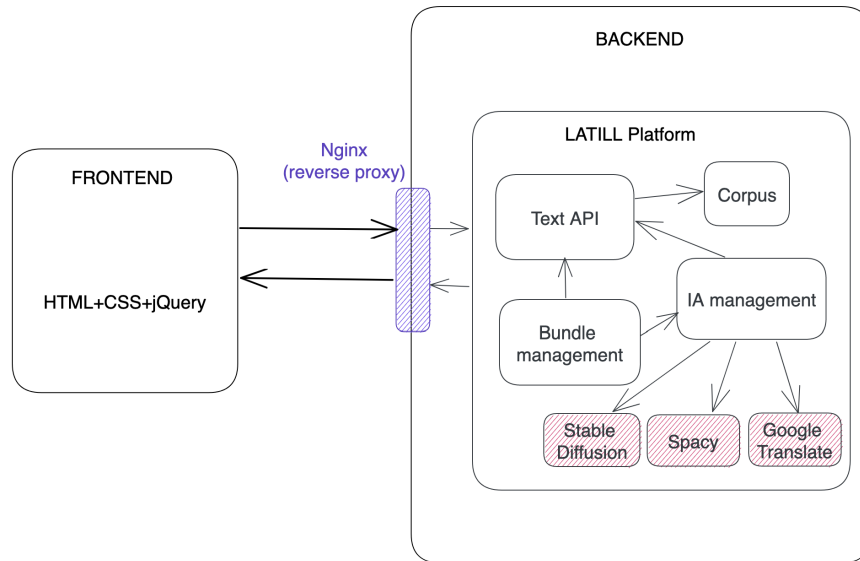 BACKEND
LATILL Platform
Nginx
(reverse proxy)
FRONTEND
Corpus
Text API
HTML+CSS+jQuery
IA management
Bundle
management
Stable
Diffusion
Spacy
Google
Translate